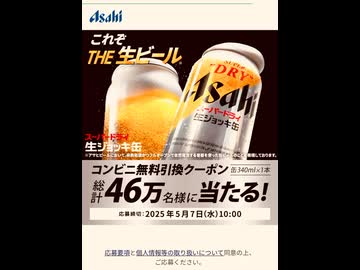 Asahi
これぞ
THE 生ビール。
SUPER
"DRY"
Asahi
スーパードライ
生ジョッキ缶
スーパードライ
生ジョッキ缶
コンビニ無料引換クーポン 缶340ml×1本
総計46万名様に当たる!
応募締切:2025年5月7日(水)10:00
応募要項と個人情報等の取り扱いについて同意の上、
ご応募ください。